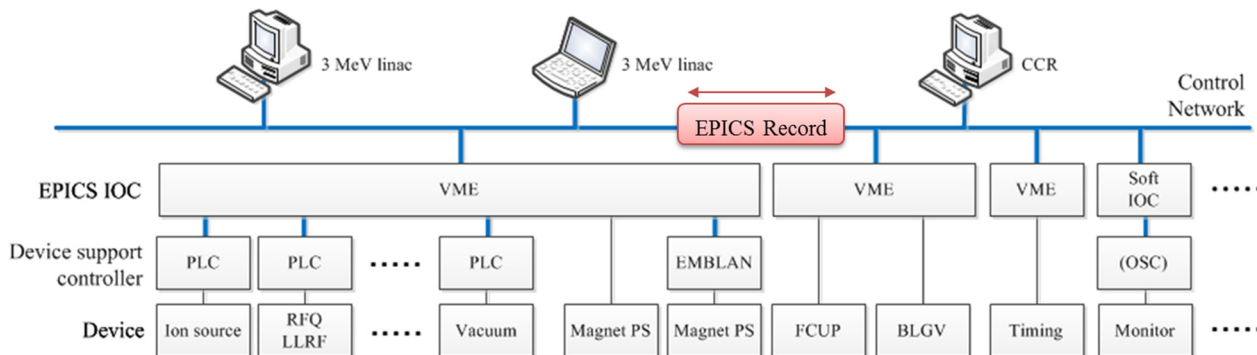 3 MeV linac
3 MeV linac
CCR
Control
Network
EPICS Record
EPICS IOC
VME
VME
VME
Soft
IOC
Device support
controller
PLC
PLC
PLC
EMBLAN
(OSC)
Device
Ion source
RFQ
LLRF
Vacuum
Magnet PS
Magnet PS
FCUP
BLGV
Timing
Monitor